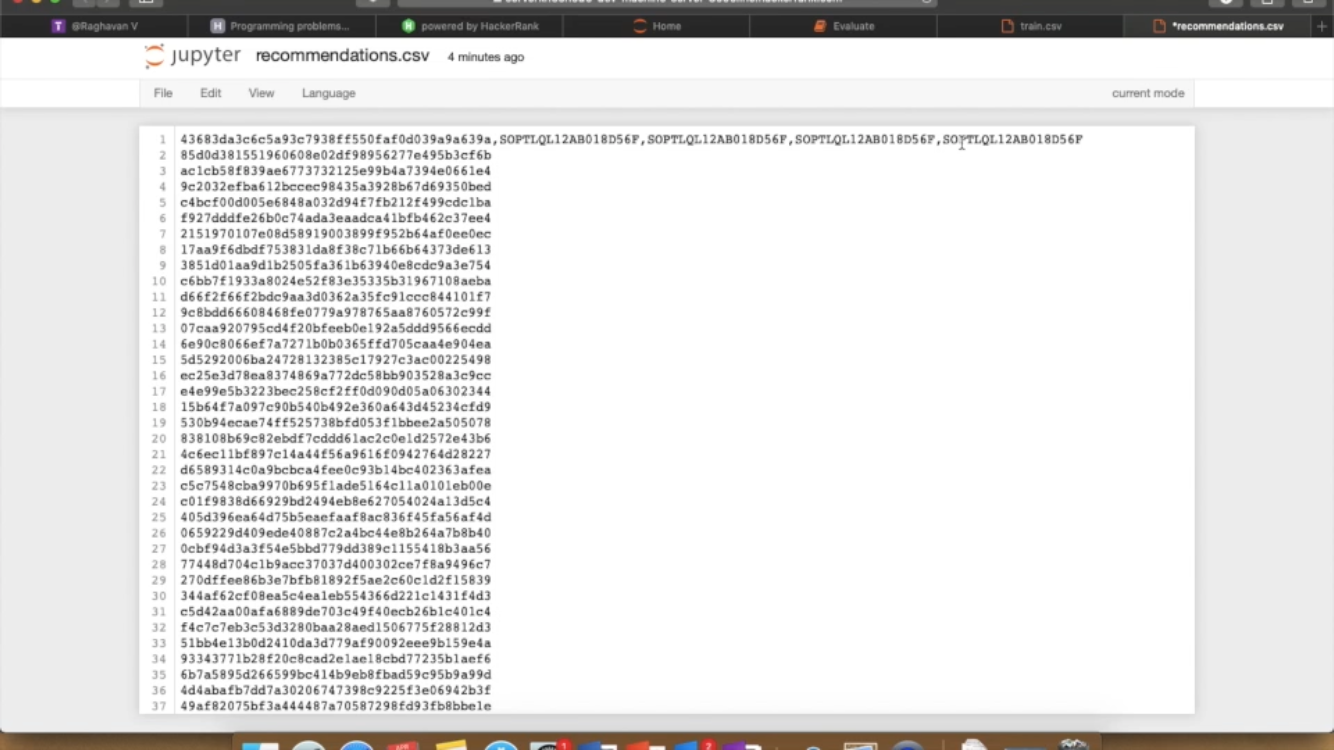 @Raghavan V
Programming problems...
powered by HackerRank
Home
Evaluate
train.csv
*recommendations.csv
jupyter recommendations.csv 4 minutes ago
File Edit View Language current mode
1 43683da3c6c5a93c7938ff550faf0d039a9a639a,SOPTLQL12AB018D56F,SOPTLQL12AB018D56F,SOPTLQL12AB018D56F,SOPTLQL12AB018D56F
2 85d0d381551960608e02df98956277e495b3cf6b
3 ac1cb58f839ae6773732125e99b4a7394e0661e4
4 9c2032efba612bccec98435a3928b67d69350bed
5 c4bcf00d005e6848a032d94f7fb212f499cdc1ba
6 f927dddfe26b0c74ada3eaadca41bfb462c37ee4
7 2151970107e08d58919003899f952b64af0ee0ec
8 17aa9f6dbdf753831da8f38c71b66b64373de613
9 3851d01aa9d1b2505fa361b63940e8cdc9a3e754
10 c6bb7f1933a8024e52f83e35335b31967108aeba
11 d66f2f66f2bdc9aa3d0362a35fc91ccc844101f7
12 9c8bdd66608468fe0779a978765aa8760572c99f
13 07caa920795cd4f20bfeeb0e192a5ddd9566ecdd
14 6e90c8066ef7a7271b0b0365ffd705caa4e904ea
15 5d5292006ba24728132385c17927c3ac00225498
16 ec25e3d78ea8374869a772dc58bb903528a3c9cc
17 e4e99e5b3223bec258cf2ff0d090d05a06302344
18 15b64f7a097c90b540b492e360a643d45234cfd9
19 530b94ecae74ff525738bfd053f1bbee2a505078
20 838108b69c82ebdf7cddd61ac2c0e1d2572e43b6
21 4c6ec11bf897c14a44f56a9616f0942764d28227
22 d6589314c0a9bcbca4fee0c93b14bc402363afea
23 c5c7548cba9970b695f1ade5164c11a0101eb00e
24 c01f9838d66929bd2494eb8e627054024a13d5c4
25 405d396ea64d75b5eaefaaf8ac836f45fa56af4d
26 0659229d409ede40887c2a4bc44e8b264a7b8b40
27 0cbf94d3a3f54e5bbd779dd389c1155418b3aa56
28 77448d704c1b9acc37037d400302ce7f8a9496c7
29 270dffee86b3e7bfb81892f5ae2c60c1d2f15839
30 344af62cf08ea5c4ea1eb554366d221c1431f4d3
31 c5d42aa00afa6889de703c49f40ecb26b1c401c4
32 f4c7c7eb3c53d3280baa28aed1506775f28812d3
33 51bb4e13b0d2410da3d779af90092eee9b159e4a
34 93343771b28f20c8cad2e1ae18cbd77235b1aef6
35 6b7a5895d266599bc414b9eb8fbad59c95b9a99d
36 4d4abafb7dd7a30206747398c9225f3e06942b3f
37 49af82075bf3a444487a70587298fd93fb8bbe1e